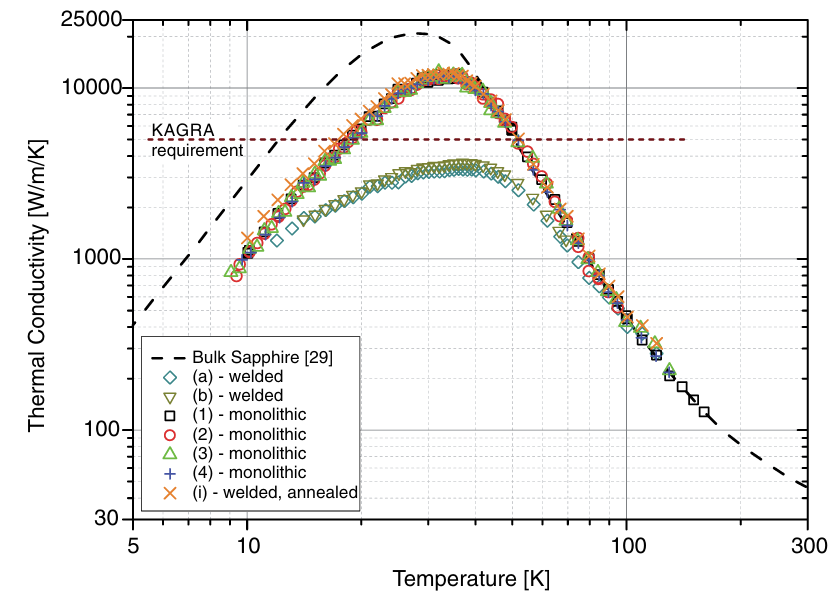 25000
10000
1000
100
30
Thermal Conductivity [W/m/K]
KAGRA
requirement
Bulk Sapphire [29]
(a) - welded
(b) - welded
(1) - monolithic
(2) - monolithic
(3) - monolithic
(4) - monolithic
(i) - welded, annealed
5
10
100
300
Temperature [K]